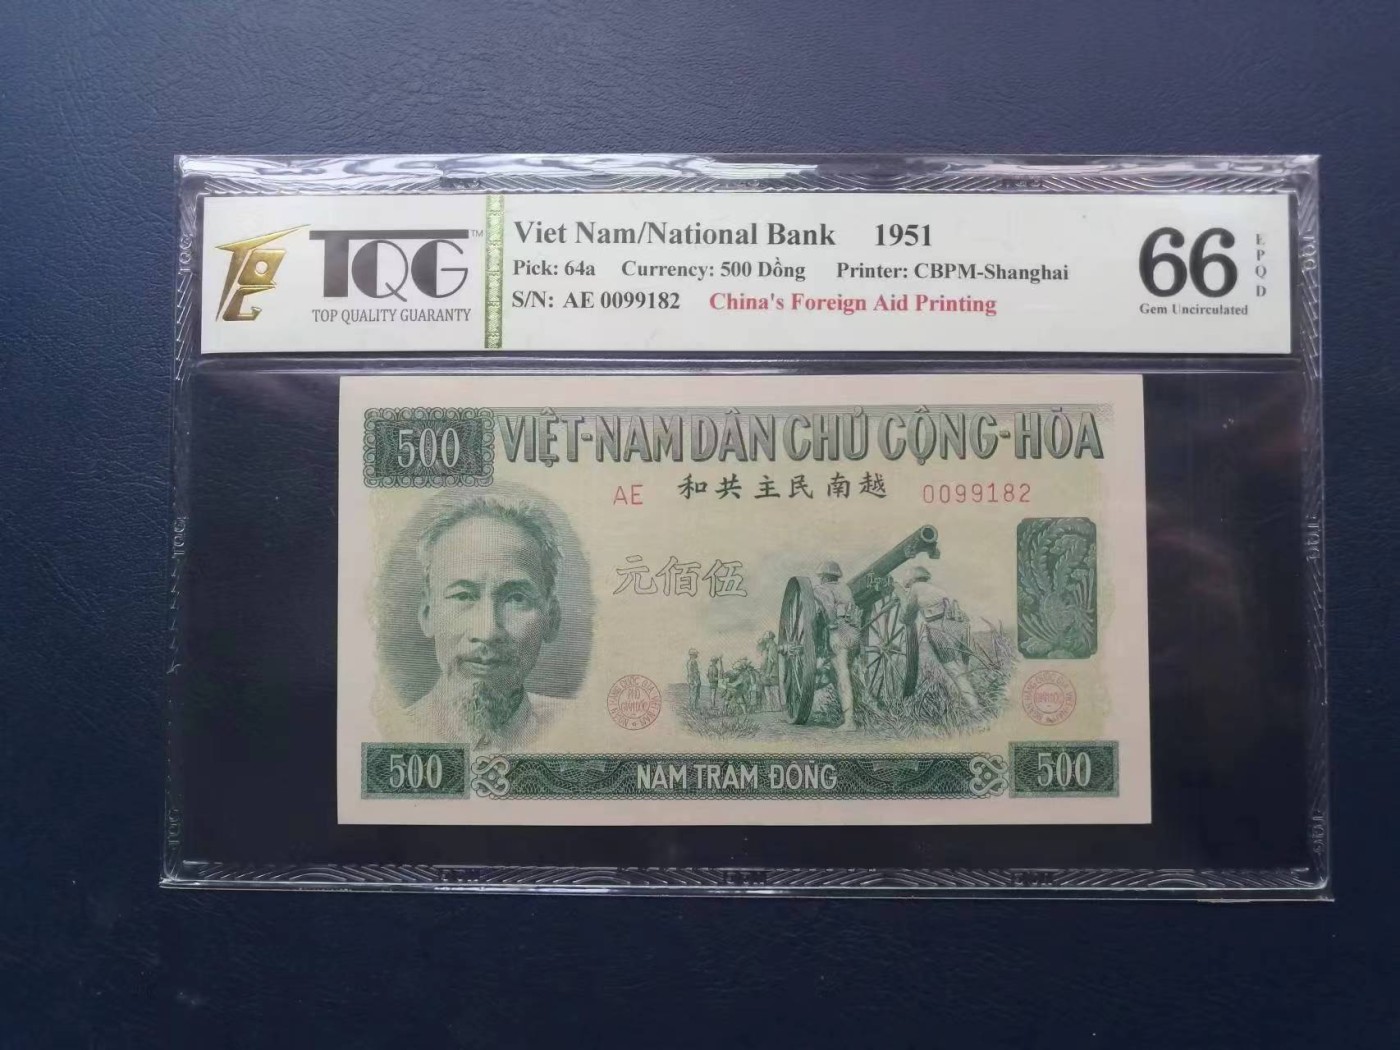 TQG™
TOP QUALITY GUARANTY
Viet Nam/National Bank 1951
Pick: 64a Currency: 500 Dồng Printer: CBPM-Shanghai
S/N: AE 0099182 China's Foreign Aid Printing
66
EPQD
Gem Uncirculated
500 VIỆT-NAM DÂN CHỦ CỘNG-HÒA
和共主民南越
AE 0099182
元佰伍
500 NĂM TRĂM ĐỒNG 500